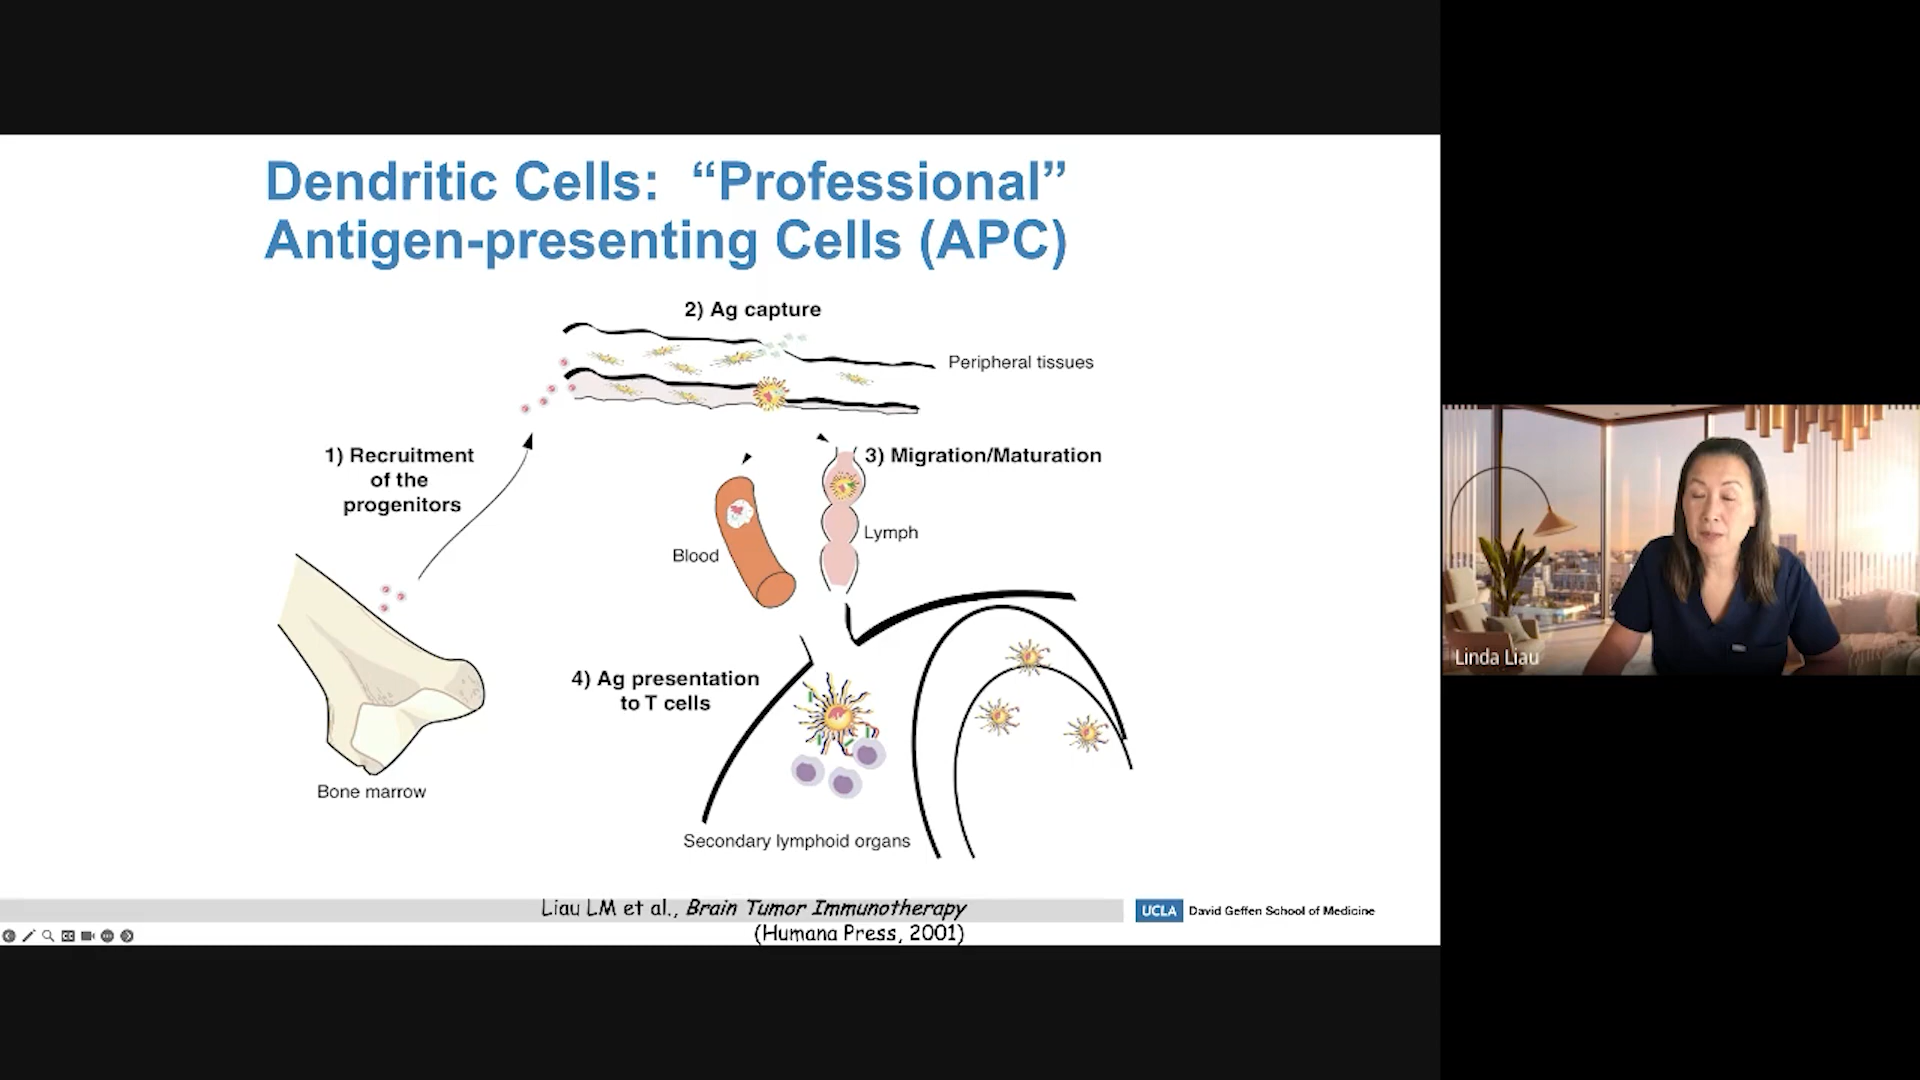 Dendritic Cells: “Professional”
Antigen-presenting Cells (APC)
2) Ag capture
Peripheral tissues
1) Recruitment
of the
progenitors
3) Migration/Maturation
Lymph
Blood
4) Ag presentation
to T cells
Bone marrow
Secondary lymphoid organs
Liau LM et al., Brain Tumor Immunotherapy
(Humana Press, 2001)
UCLA David Geffen School of Medicine
Linda Liau